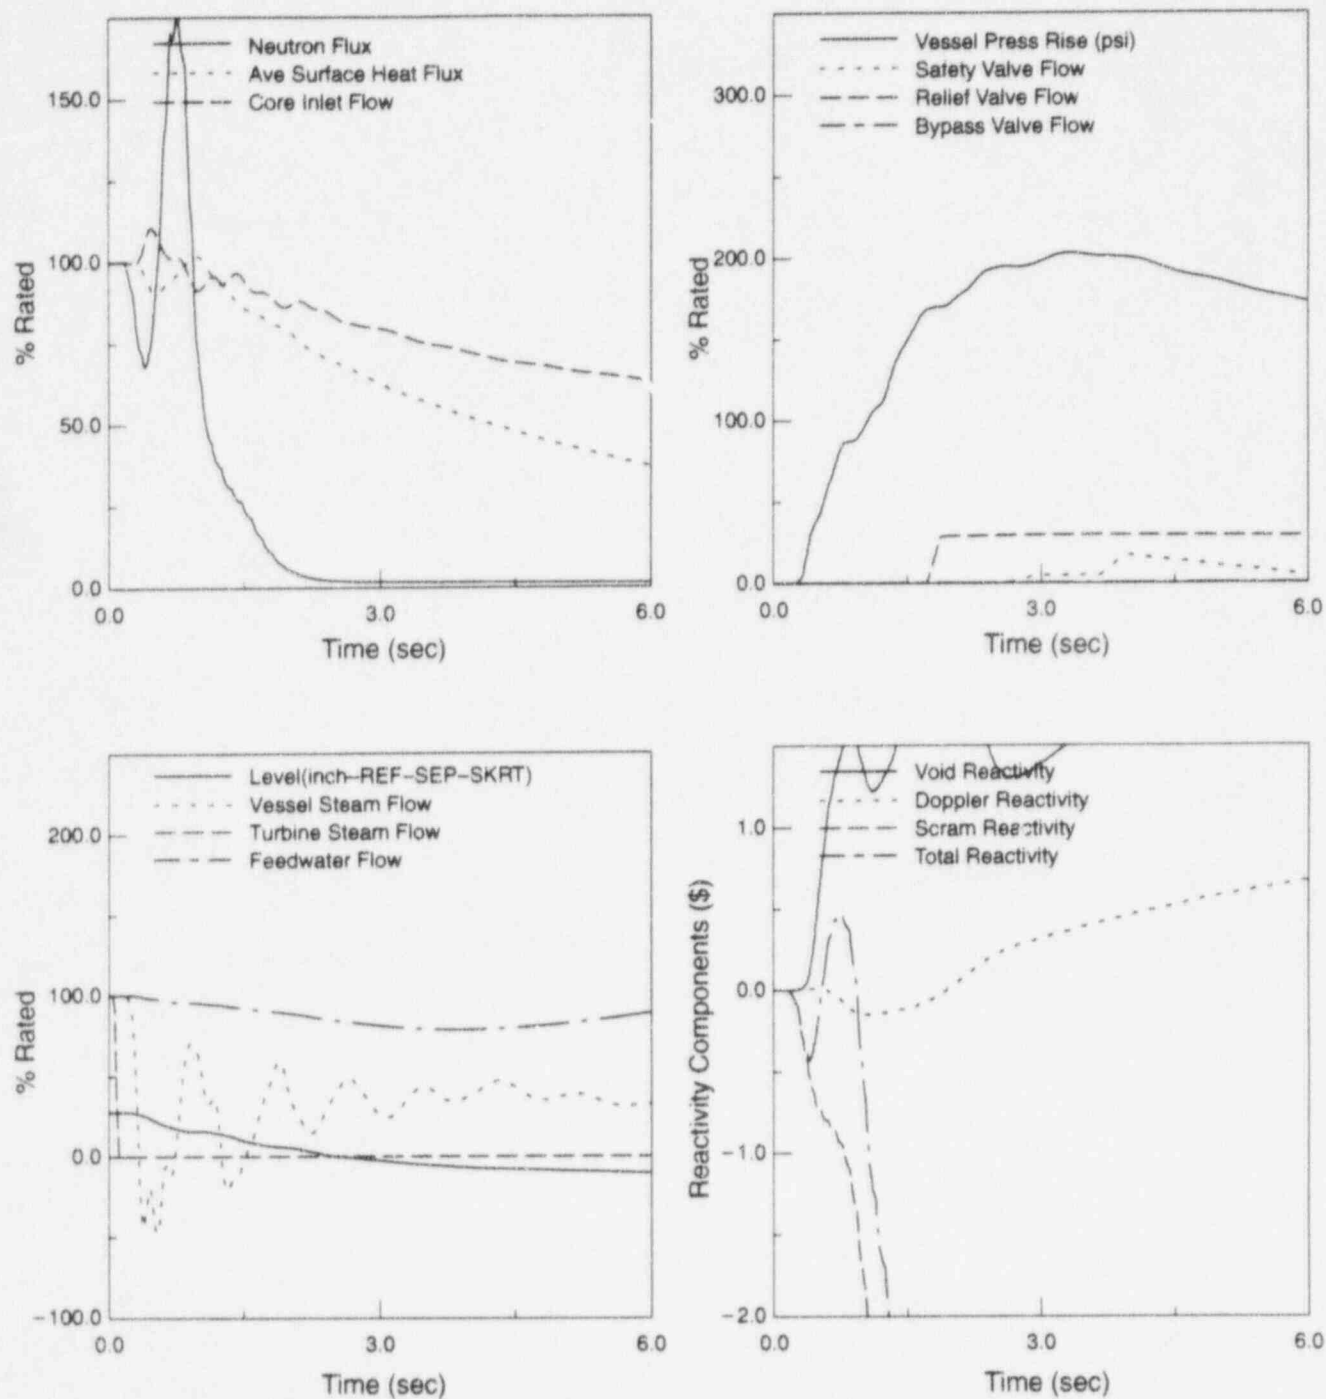 Neutron Flux
Ave Surface Heat Flux
Core Inlet Flow
150.0
100.0
50.0
0.0
% Rated
0.0
3.0
6.0
Time (sec)
Vessel Press Rise (psi)
Safety Valve Flow
Relief Valve Flow
Bypass Valve Flow
300.0
200.0
100.0
0.0
% Rated
0.0
3.0
6.0
Time (sec)
Level(inch-REF-SEP-SKRT)
Vessel Steam Flow
Turbine Steam Flow
Feedwater Flow
200.0
100.0
0.0
-100.0
% Rated
0.0
3.0
6.0
Time (sec)
Void Reactivity
Doppler Reactivity
Scram Reactivity
Total Reactivity
1.0
0.0
-1.0
-2.0
Reactivity Components ($)
0.0
3.0
6.0
Time (sec)